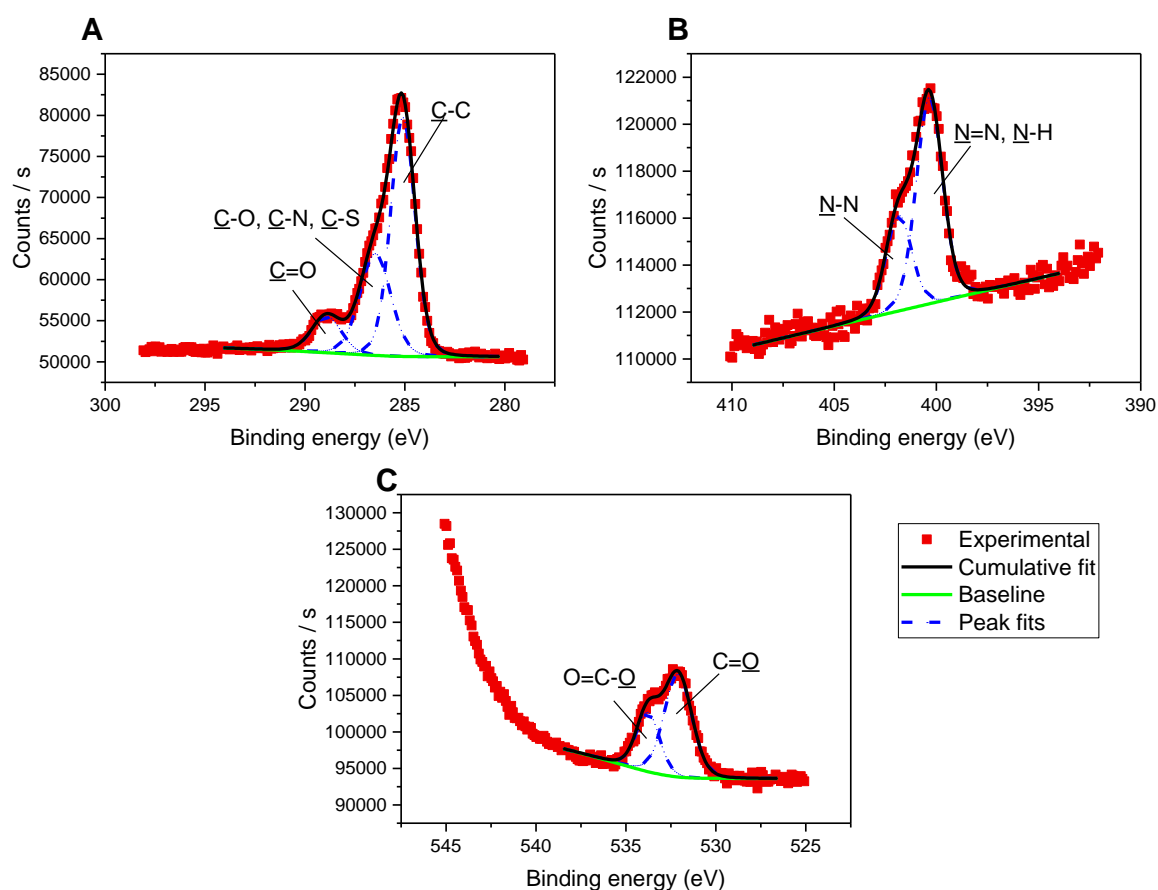 A
85000
80000
75000
70000
65000
60000
55000
50000
Counts / s
C-C
C-O, C-N, C-S
C=O
300 295 290 285 280
Binding energy (eV)
B
122000
120000
118000
116000
114000
112000
110000
Counts / s
N=N, N-H
N-N
410 405 400 395 390
Binding energy (eV)
C
130000
125000
120000
115000
110000
105000
100000
95000
90000
Counts / s
O=C-O
C=O
545 540 535 530 525
Binding energy (eV)
Experimental
Cumulative fit
Baseline
Peak fits